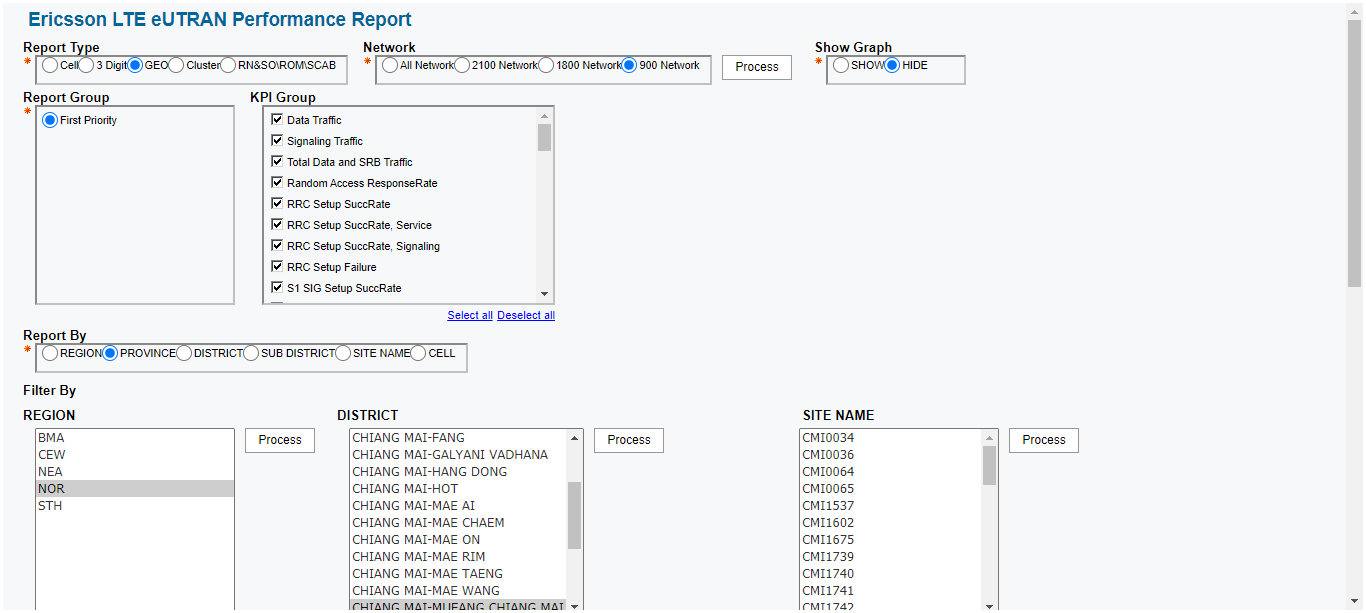 Ericsson LTE eUTRAN Performance Report
Report Type
Network
Show Graph
* Cell 3 Digit GEO Cluster RN&SO\ROM\SCAB
* All Network 2100 Network 1800 Network 900 Network
Process
* SHOW HIDE
Report Group
KPI Group
* First Priority
Data Traffic
Signaling Traffic
Total Data and SRB Traffic
Random Access ResponseRate
RRC Setup SuccRate
RRC Setup SuccRate, Service
RRC Setup SuccRate, Signaling
RRC Setup Failure
S1 SIG Setup SuccRate
Select all Deselect all
Report By
* REGION PROVINCE DISTRICT SUB DISTRICT SITE NAME CELL
Filter By
REGION
BMA
CEW
NEA
NOR
STH
Process
DISTRICT
CHIANG MAI-FANG
CHIANG MAI-GALYANI VADHANA
CHIANG MAI-HANG DONG
CHIANG MAI-HOT
CHIANG MAI-MAE AI
CHIANG MAI-MAE CHAEM
CHIANG MAI-MAE ON
CHIANG MAI-MAE RIM
CHIANG MAI-MAE TAENG
CHIANG MAI-MAE WANG
CHIANG MAI-MUEANG CHIANG MAI
Process
SITE NAME
CMI0034
CMI0036
CMI0064
CMI0065
CMI1537
CMI1602
CMI1675
CMI1739
CMI1740
CMI1741
CMI1742
Process